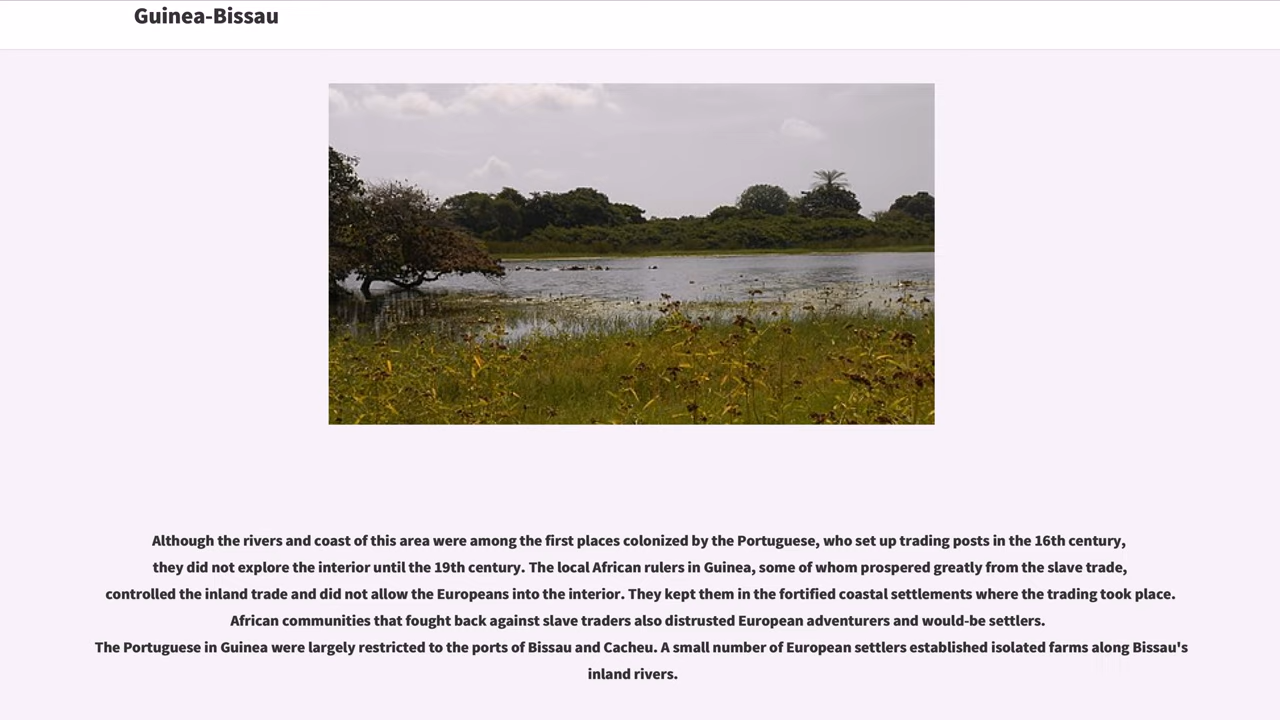 Guinea-Bissau
Although the rivers and coast of this area were among the first places colonized by the Portuguese, who set up trading posts in the 16th century,
they did not explore the interior until the 19th century. The local African rulers in Guinea, some of whom prospered greatly from the slave trade,
controlled the inland trade and did not allow the Europeans into the interior. They kept them in the fortified coastal settlements where the trading took place.
African communities that fought back against slave traders also distrusted European adventurers and would-be settlers.
The Portuguese in Guinea were largely restricted to the ports of Bissau and Cacheu. A small number of European settlers established isolated farms along Bissau's
inland rivers.